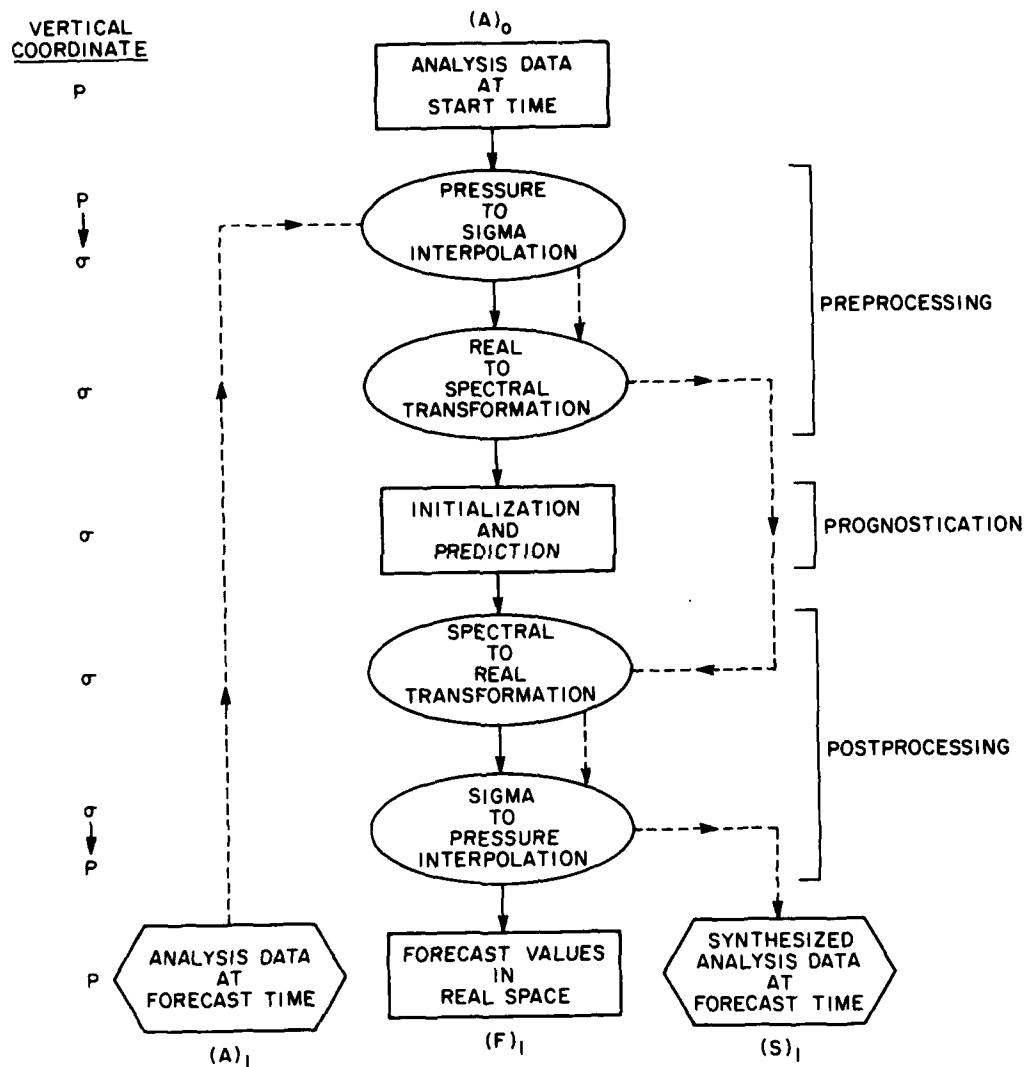 VERTICAL
COORDINATE
P
P
σ
σ
σ
σ
σ
P
P
(A)₀
ANALYSIS DATA
AT
START TIME
PRESSURE
TO
SIGMA
INTERPOLATION
REAL
TO
SPECTRAL
TRANSFORMATION
INITIALIZATION
AND
PREDICTION
SPECTRAL
TO
REAL
TRANSFORMATION
SIGMA
TO
PRESSURE
INTERPOLATION
PREPROCESSING
PROGNOSTICATION
POSTPROCESSING
ANALYSIS DATA
AT
FORECAST TIME
(A)₁
FORECAST VALUES
IN
REAL SPACE
(F)₁
SYNTHESIZED
ANALYSIS DATA
AT
FORECAST TIME
(S)₁